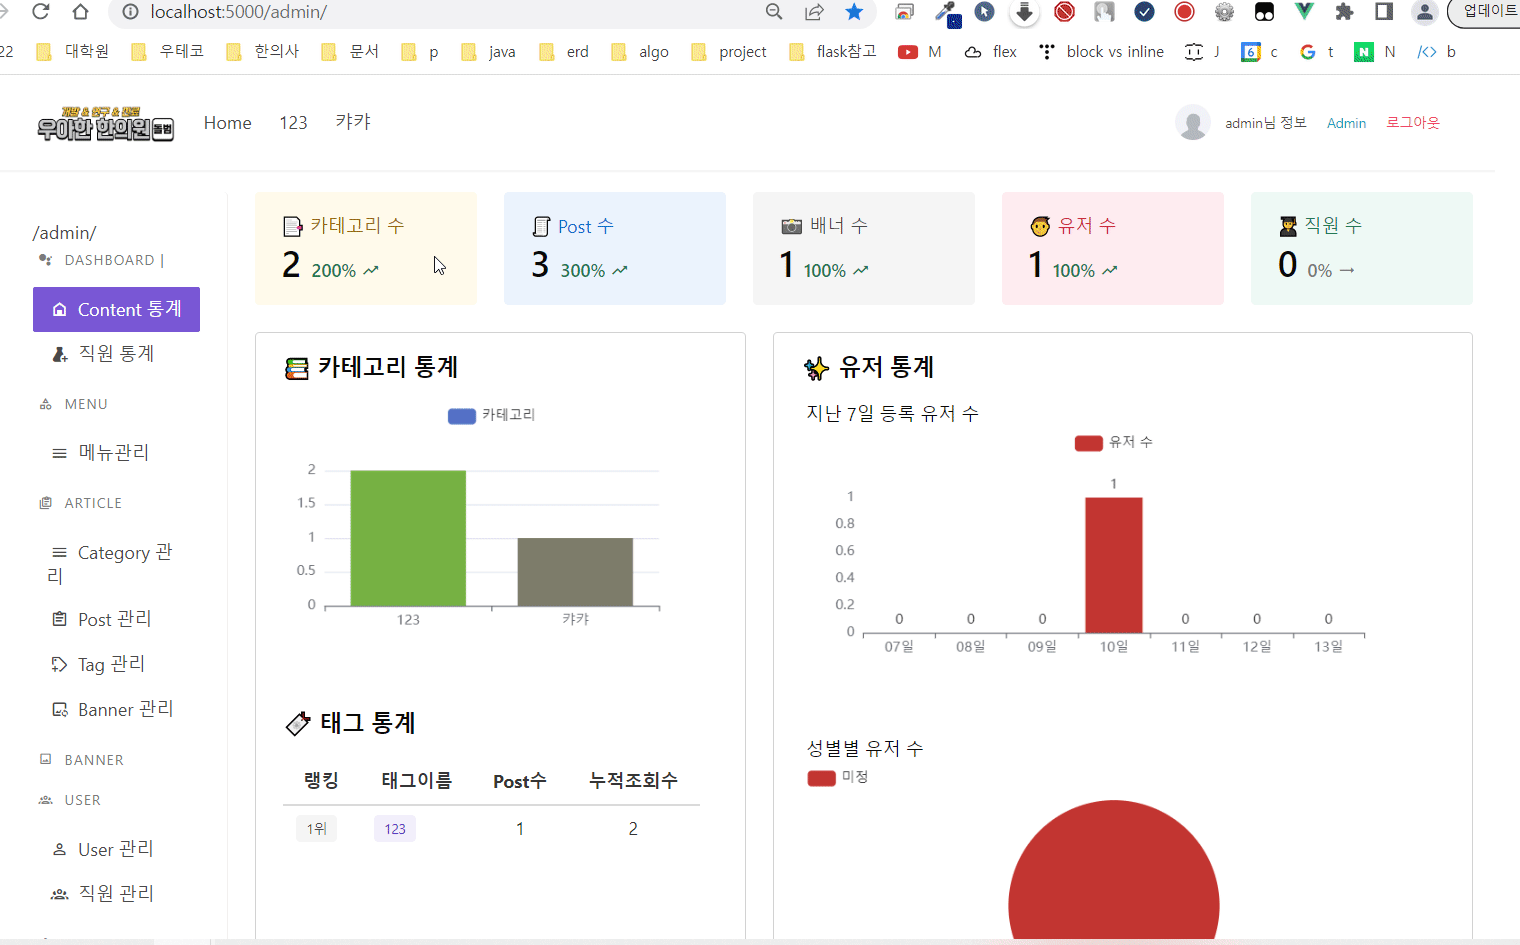 localhost:5000/admin/
업데이트
22 대학원 우테코 한의사 문서 p java erd algo project flask참고 M flex block vs inline J 6 c t N N b
개발 & 연구 & 진료
우아한 한의원 돌범
Home 123 캬캬
admin님 정보 Admin 로그아웃
/admin/
DASHBOARD |
Content 통계
직원 통계
MENU
메뉴관리
ARTICLE
Category 관
리
Post 관리
Tag 관리
Banner 관리
BANNER
USER
User 관리
직원 관리
카테고리 수
2 200%
Post 수
3 300%
배너 수
1 100%
유저 수
1 100%
직원 수
0 0%
카테고리 통계
카테고리
2
1.5
1
0.5
0
123 캬캬
태그 통계
랭킹 태그이름 Post수 누적조회수
1위 123 1 2
유저 통계
지난 7일 등록 유저 수
유저 수
1
1
0.8
0.6
0.4
0.2
0
0 0 0 0 0 0
07일 08일 09일 10일 11일 12일 13일
성별별 유저 수
미정